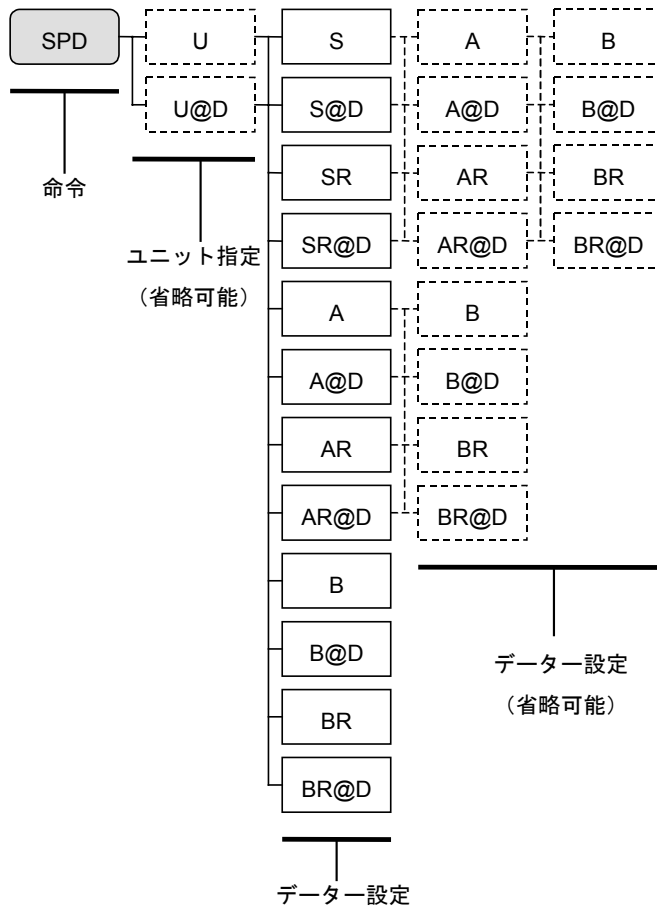 SPD U S A B
U@D S@D A@D B@D
SR AR BR
SR@D AR@D BR@D
命令
ユニット指定
（省略可能）
A B
A@D B@D
AR BR
AR@D BR@D
B
B@D
BR
BR@D
データー設定
（省略可能）
データー設定